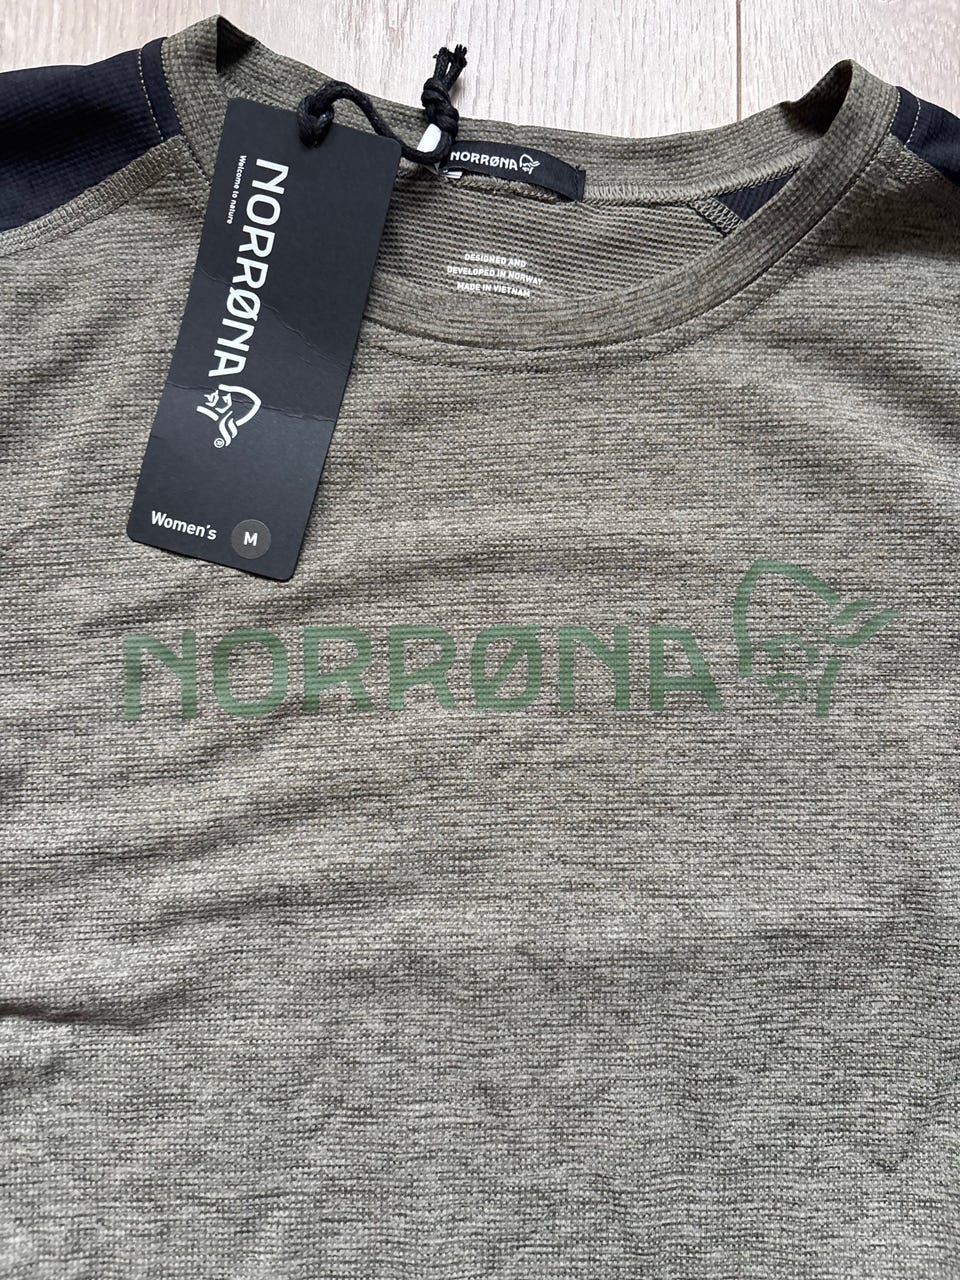 NORRØNA
DESIGNED AND
DEVELOPED IN NORWAY
MADE IN VIETNAM
NORRØNA®
Welcome to nature
Women's M
NORRØNA